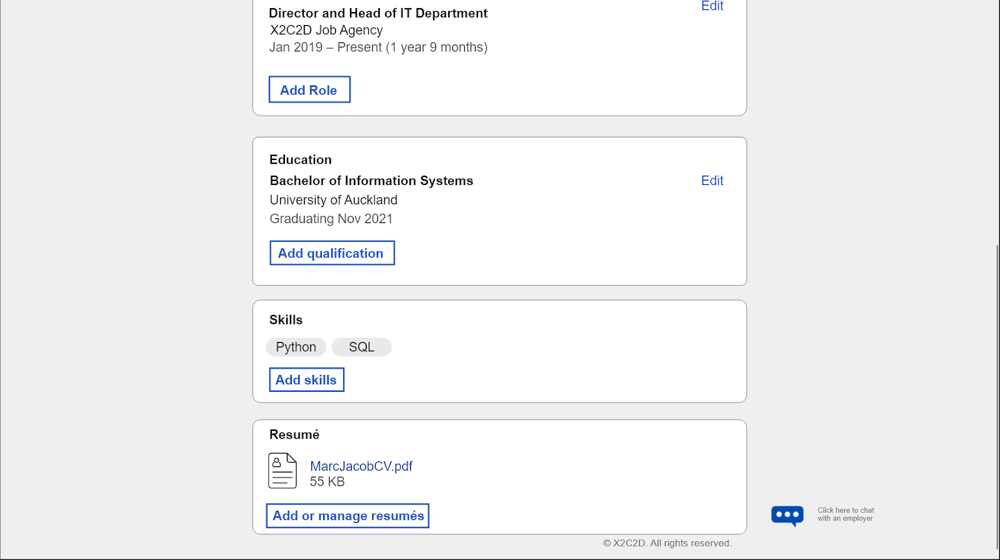 Director and Head of IT Department
Edit
X2C2D Job Agency
Jan 2019 – Present (1 year 9 months)
Add Role
Education
Bachelor of Information Systems
Edit
University of Auckland
Graduating Nov 2021
Add qualification
Skills
Python SQL
Add skills
Resumé
MarcJacobCV.pdf
55 KB
Add or manage resumés
Click here to chat
with an employer
© X2C2D. All rights reserved.